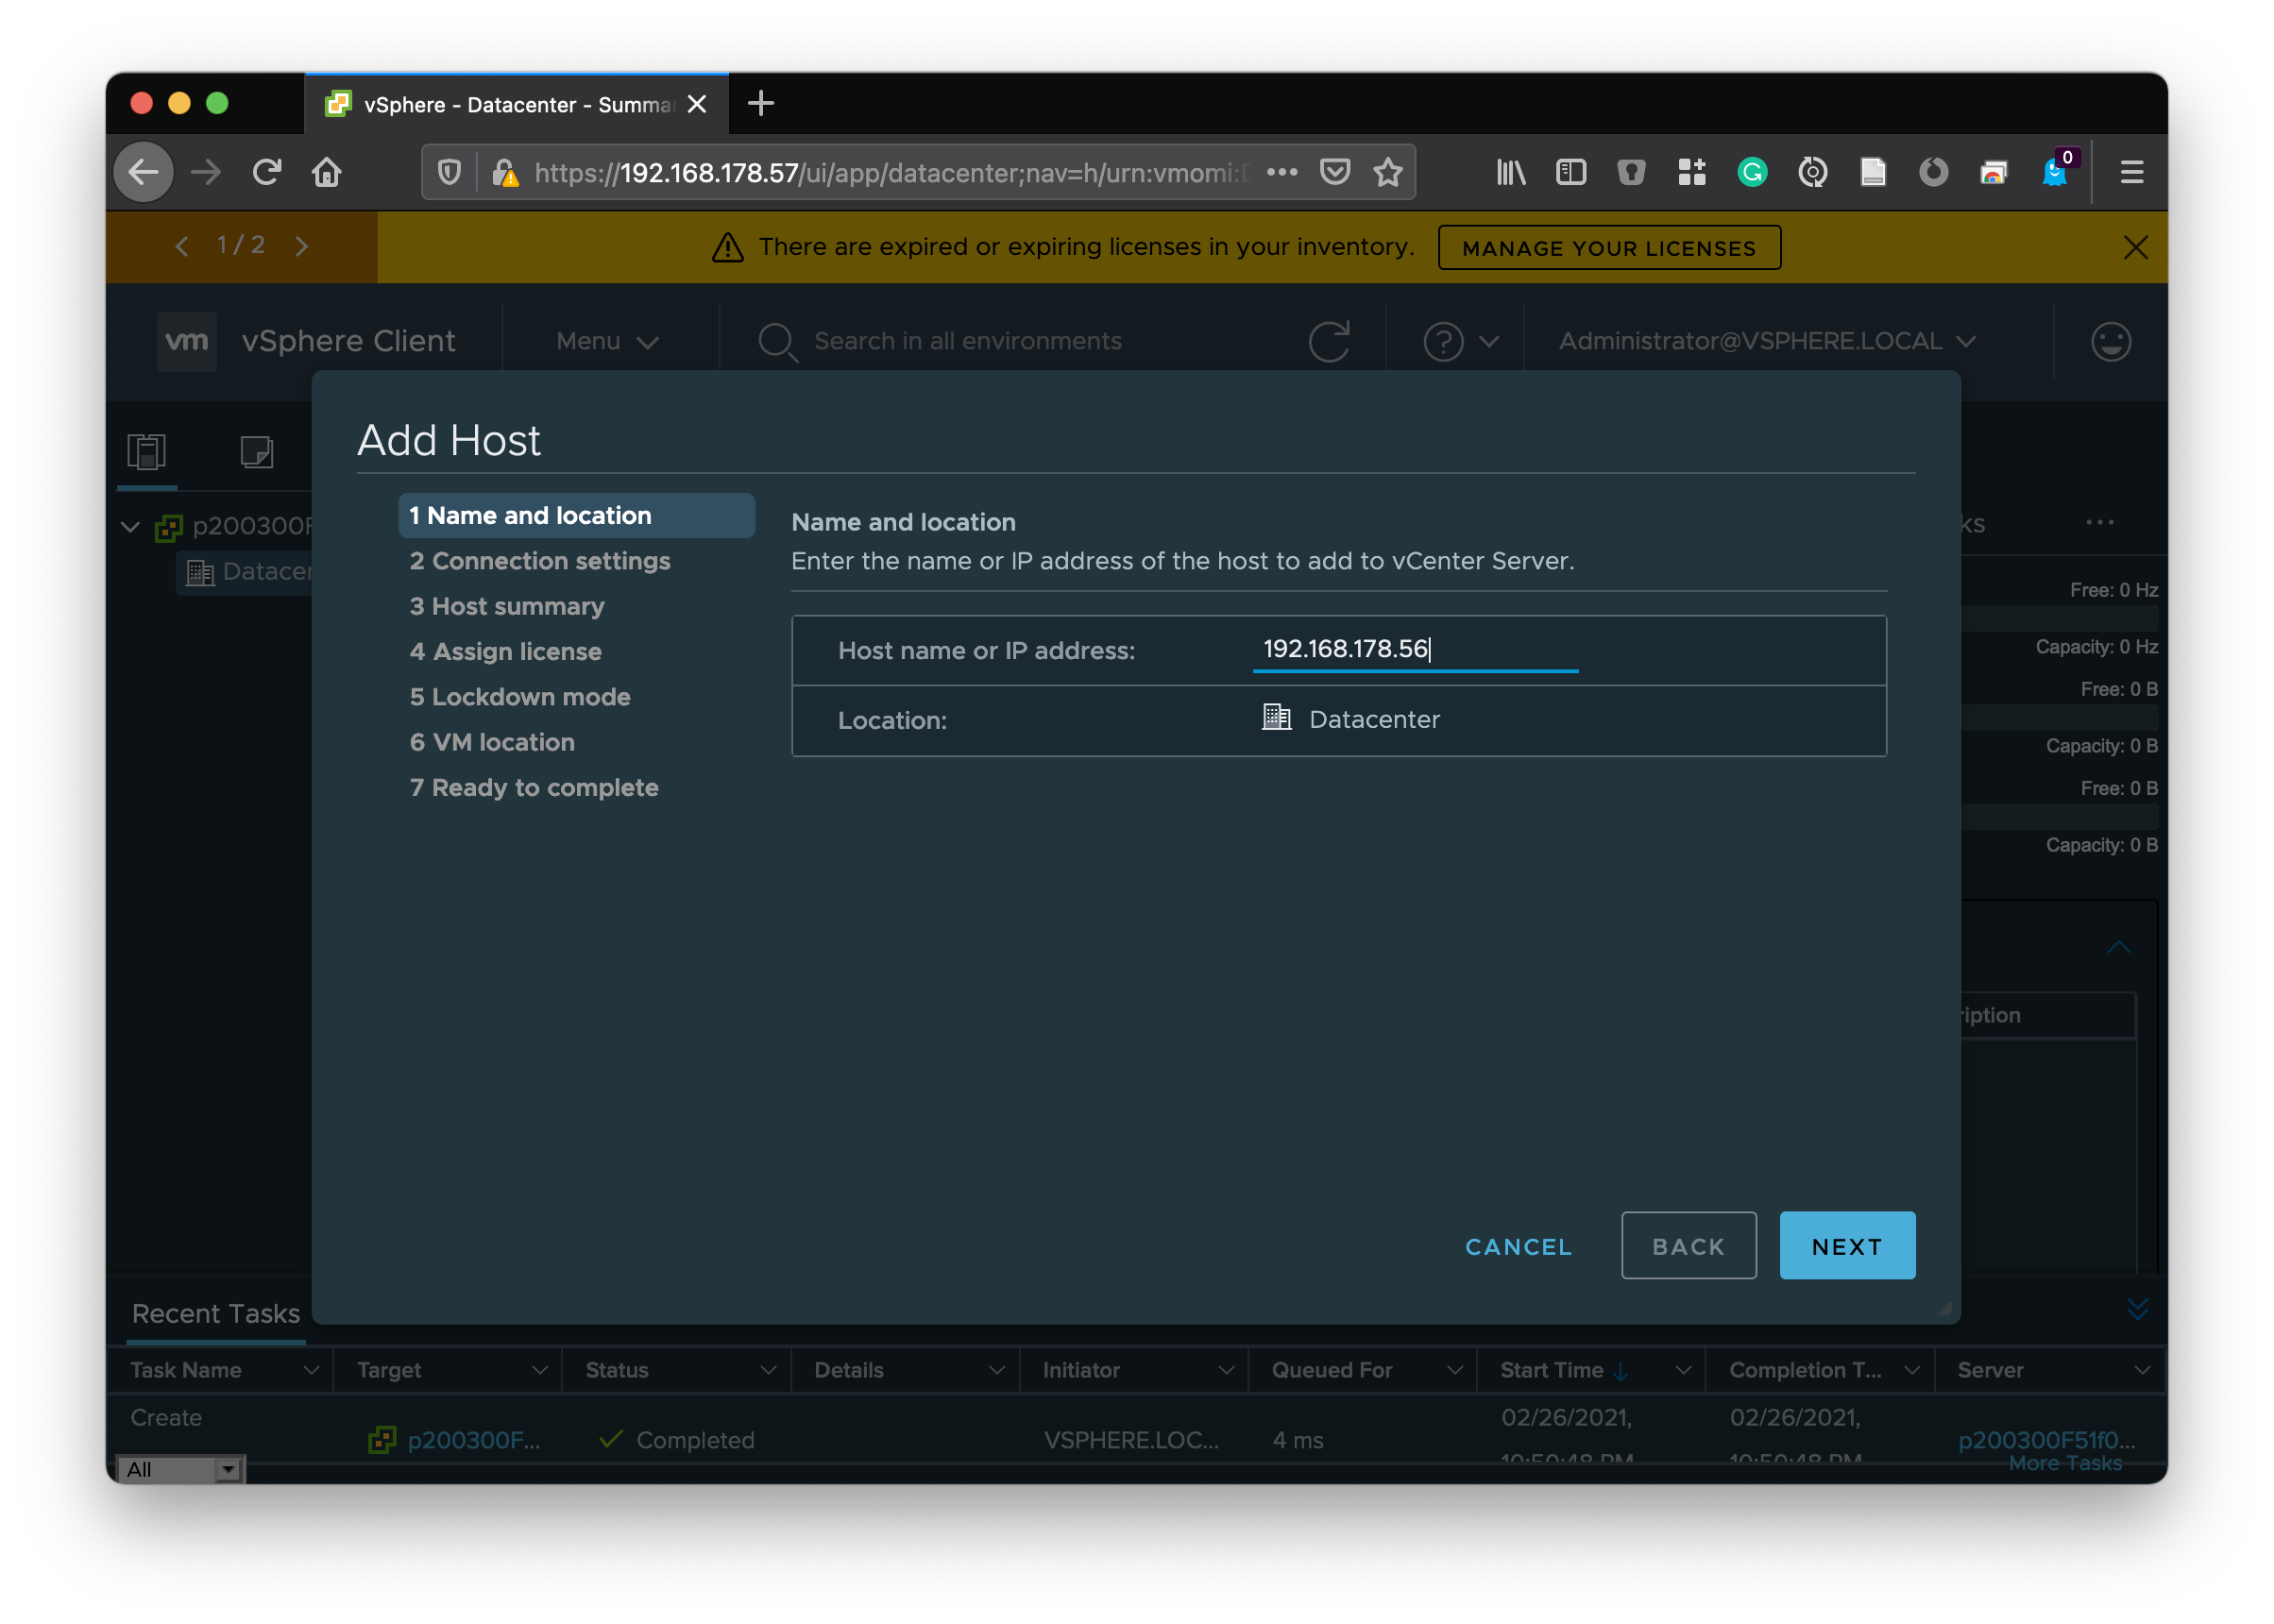 vSphere - Datacenter - Summa
https://192.168.178.57/ui/app/datacenter;nav=h/urn:vmomi:D
0
1 / 2
There are expired or expiring licenses in your inventory.
MANAGE YOUR LICENSES
vm
vSphere Client
Menu
Search in all environments
Administrator@VSPHERE.LOCAL
Add Host
1 Name and location
2 Connection settings
3 Host summary
4 Assign license
5 Lockdown mode
6 VM location
7 Ready to complete
Name and location
Enter the name or IP address of the host to add to vCenter Server.
Host name or IP address: 192.168.178.56
Location: Datacenter
CANCEL
BACK
NEXT
p200300F
Datacer
ks
Free: 0 Hz
Capacity: 0 Hz
Free: 0 B
Capacity: 0 B
Free: 0 B
Capacity: 0 B
ription
Recent Tasks
Task Name Target Status Details Initiator Queued For Start Time Completion T... Server
Create p200300F... Completed VSPHERE.LOC... 4 ms 02/26/2021, 02/26/2021, p200300F51f0...
10:50:48 PM 10:50:48 PM
All
More Tasks